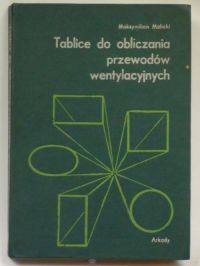 Maksymilian Malicki
Tablice do obliczania
przewodów
wentylacyjnych
Arkady